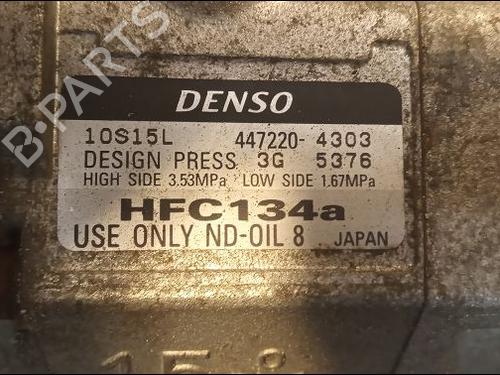 B-PARTS
DENSO
10S15L 447220-4303
DESIGN PRESS 3G 5376
HIGH SIDE 3.53MPa LOW SIDE 1.67MPa
HFC134a
USE ONLY ND-OIL 8 JAPAN